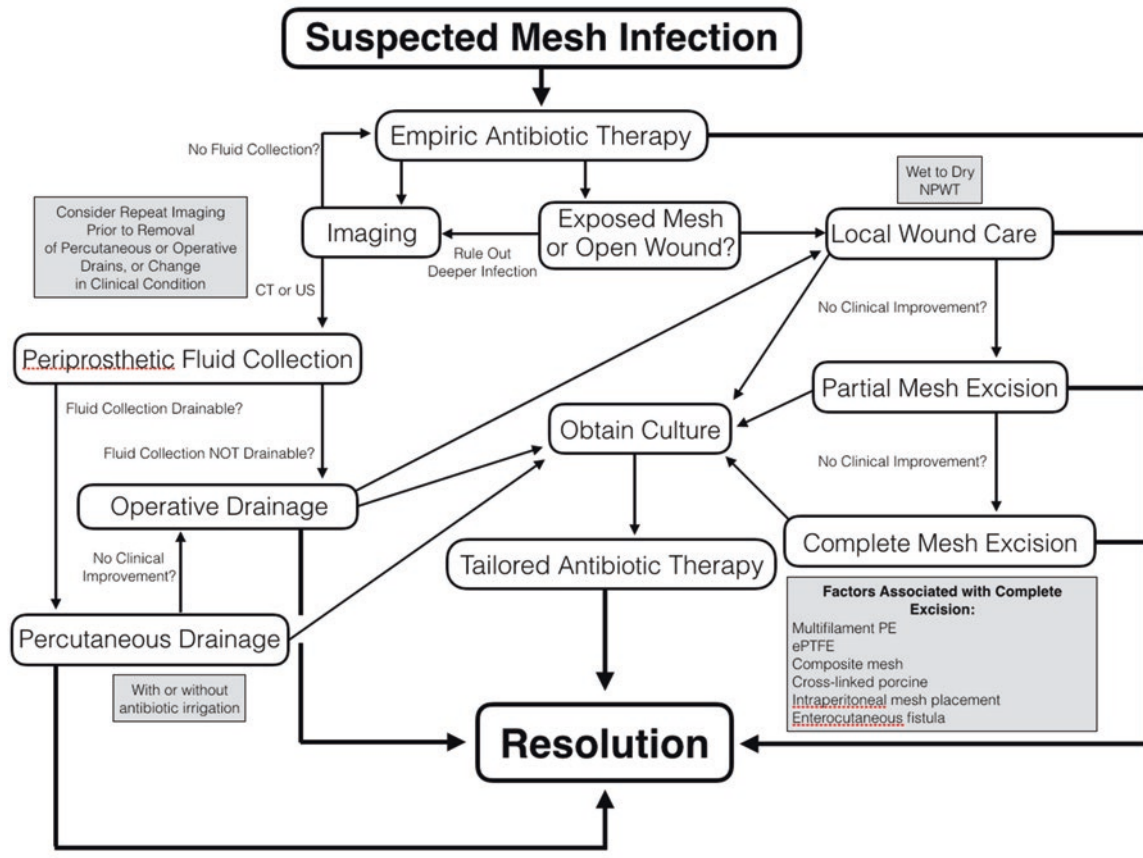 Suspected Mesh Infection
Empiric Antibiotic Therapy
No Fluid Collection?
Wet to Dry
NPWT
Consider Repeat Imaging
Prior to Removal
of Percutaneous or Operative
Drains, or Change
in Clinical Condition
Imaging
Rule Out
Deeper Infection
Exposed Mesh
or Open Wound?
Local Wound Care
CT or US
No Clinical Improvement?
Periprosthetic Fluid Collection
Fluid Collection Drainable?
Fluid Collection NOT Drainable?
Partial Mesh Excision
Obtain Culture
No Clinical Improvement?
Operative Drainage
No Clinical
Improvement?
Complete Mesh Excision
Tailored Antibiotic Therapy
Factors Associated with Complete
Excision:
Multifilament PE
ePTFE
Composite mesh
Cross-linked porcine
Intraperitoneal mesh placement
Enterocutaneous fistula
Percutaneous Drainage
With or without
antibiotic irrigation
Resolution